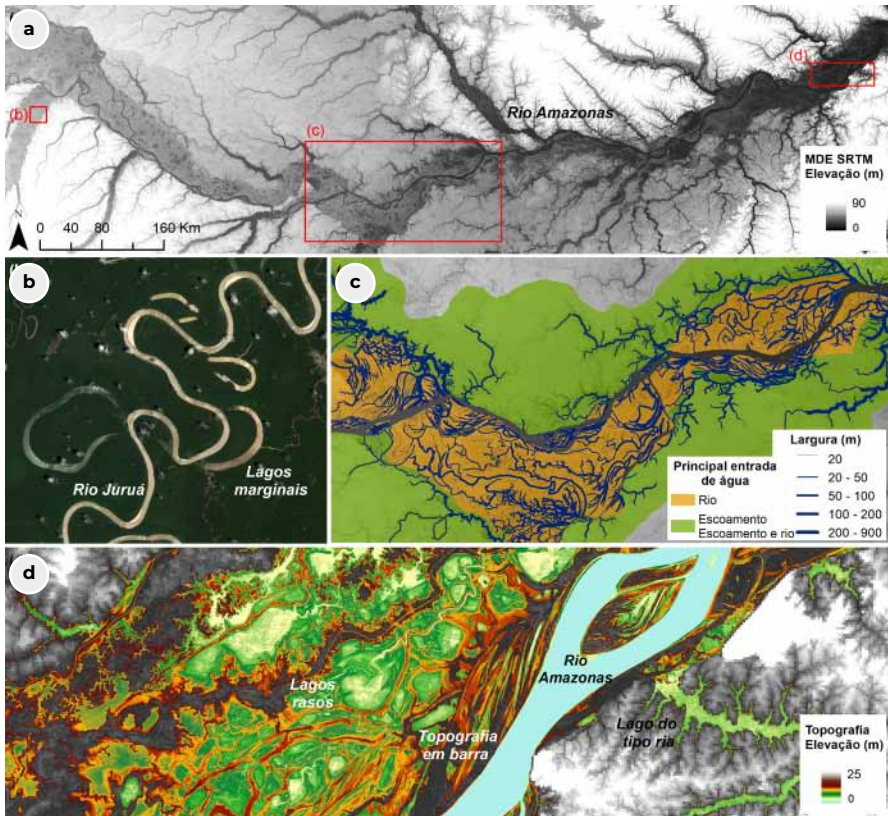 a
(b)
(c)
(d)
Rio Amazonas
MDE SRTM
Elevação (m)
90
0
N
0 40 80 160 Km
b
Rio Juruá
Lagos
marginais
c
Principal entrada
de água
Rio
Escoamento
Escoamento e rio
Largura (m)
20
20 - 50
50 - 100
100 - 200
200 - 900
d
Lagos
rasos
Topografia
em barra
Rio
Amazonas
Lago do
tipo ria
Topografia
Elevação (m)
25
0